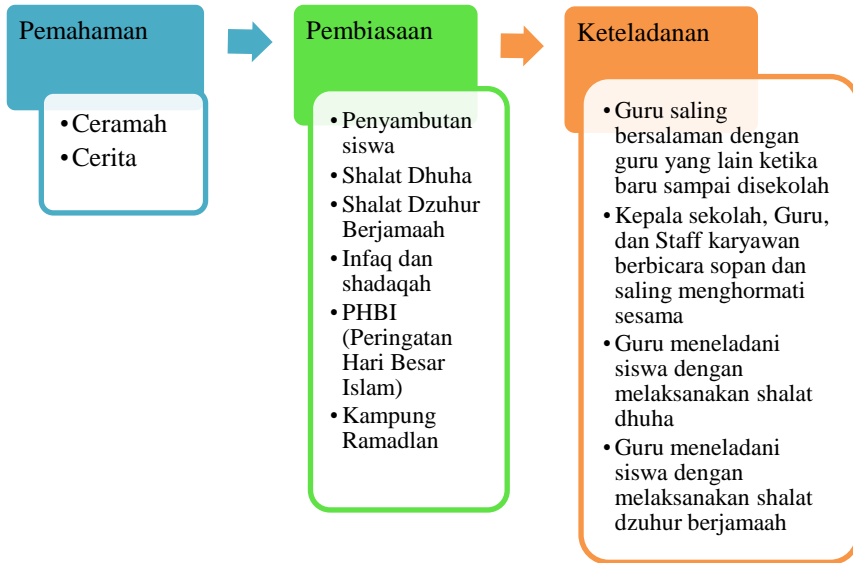 Pemahaman
•Ceramah
•Cerita
Pembiasaan
•Penyambutan
siswa
•Shalat Dhuha
•Shalat Dzuhur
Berjamaah
•Infaq dan
shadaqah
•PHBI
(Peringatan
Hari Besar
Islam)
•Kampung
Ramadlan
Keteladanan
•Guru saling
bersalaman dengan
guru yang lain ketika
baru sampai disekolah
•Kepala sekolah, Guru,
dan Staff karyawan
berbicara sopan dan
saling menghormati
sesama
•Guru meneladani
siswa dengan
melaksanakan shalat
dhuha
•Guru meneladani
siswa dengan
melaksanakan shalat
dzuhur berjamaah